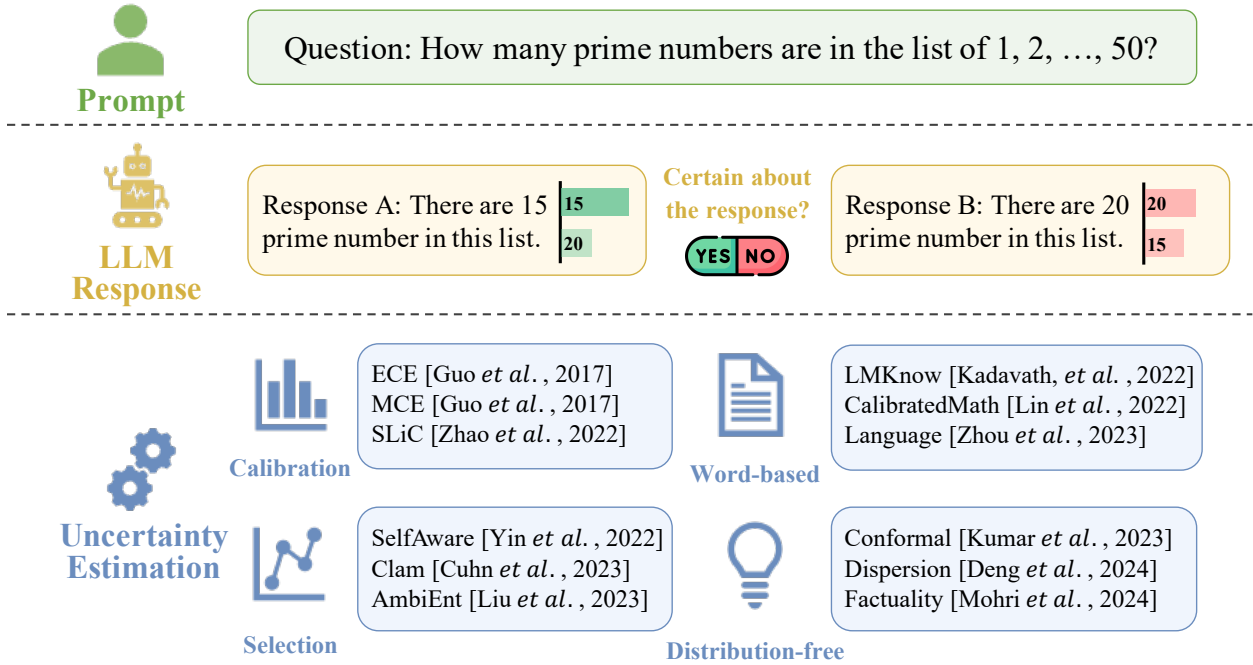 Question: How many prime numbers are in the list of 1, 2, …, 50?
Prompt
Response A: There are 15
prime number in this list.
15
20
Certain about
the response?
YES NO
Response B: There are 20
prime number in this list.
20
15
LLM
Response
ECE [Guo et al. , 2017]
MCE [Guo et al. , 2017]
SLiC [Zhao et al. , 2022]
Calibration
LMKnow [Kadavath, et al. , 2022]
CalibratedMath [Lin et al. , 2022]
Language [Zhou et al. , 2023]
Word-based
Uncertainty
Estimation
SelfAware [Yin et al. , 2022]
Clam [Cuhn et al. , 2023]
AmbiEnt [Liu et al. , 2023]
Selection
Conformal [Kumar et al. , 2023]
Dispersion [Deng et al. , 2024]
Factuality [Mohri et al. , 2024]
Distribution-free